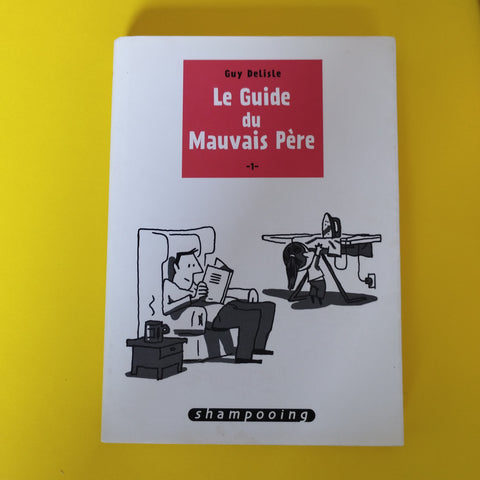 Guy Delisle
Le Guide
du
Mauvais Père
-1-
shampooing